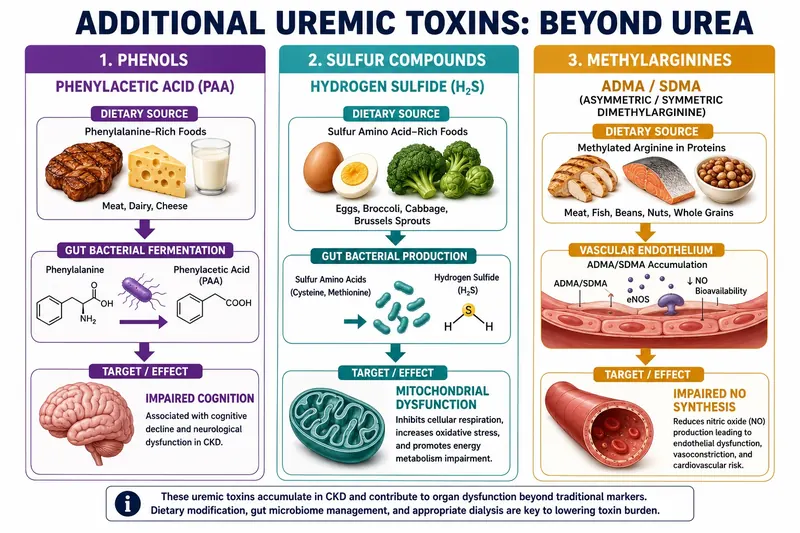 ADDITIONAL UREMIC TOXINS: BEYOND UREA
1. PHENOLS
PHENYLACETIC ACID (PAA)
DIETARY SOURCE
Phenylalanine-Rich Foods
Meat, Dairy, Cheese
GUT BACTERIAL FERMENTATION
Phenylalanine
Phenylacetic Acid
(PAA)
O
OH
NH₂
COOH
TARGET / EFFECT
IMPAIRED COGNITION
Associated with cognitive
decline and neurological
dysfunction in CKD.
2. SULFUR COMPOUNDS
HYDROGEN SULFIDE (H₂S)
DIETARY SOURCE
Sulfur Amino Acid–Rich Foods
Eggs, Broccoli, Cabbage,
Brussels Sprouts
GUT BACTERIAL PRODUCTION
Sulfur Amino Acids
(Cysteine, Methionine)
Hydrogen Sulfide
(H₂S)
S
H H
TARGET / EFFECT
MITOCHONDRIAL
DYSFUNCTION
Inhibits cellular respiration,
increases oxidative stress,
and promotes energy
metabolism impairment.
3. METHYLARGININES
ADMA / SDMA
(ASYMMETRIC / SYMMETRIC
DIMETHYLARGININE)
DIETARY SOURCE
Methylated Arginine in Proteins
Meat, Fish, Beans, Nuts, Whole Grains
VASCULAR ENDOTHELIUM
ADMA/SDMA Accumulation
ADMA/SDMA
eNOS
↓ NO
Bioavailability
TARGET / EFFECT
IMPAIRED NO
SYNTHESIS
Reduces nitric oxide (NO)
production leading to
endothelial dysfunction,
vasoconstriction,
and cardiovascular risk.
i
These uremic toxins accumulate in CKD and contribute to organ dysfunction beyond traditional markers.
Dietary modification, gut microbiome management, and appropriate dialysis are key to lowering toxin burden.